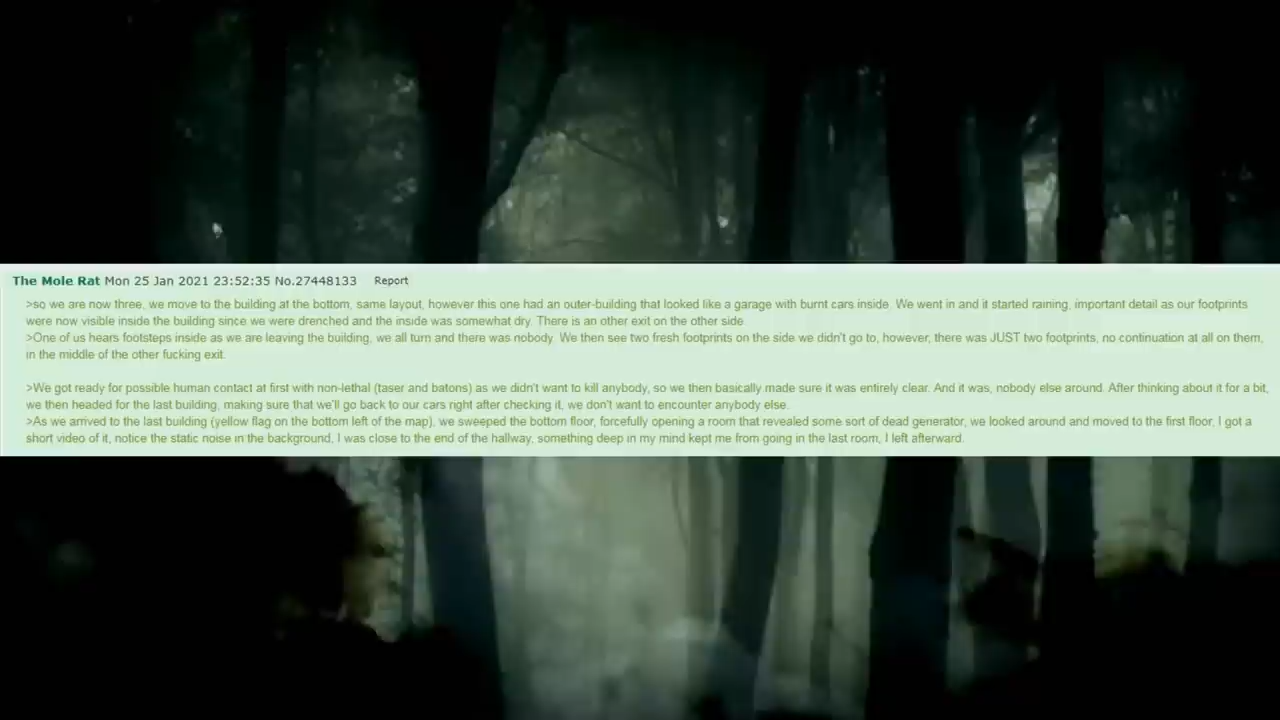 The Mole Rat Mon 25 Jan 2021 23:52:35 No.27448133 Report
>so we are now three, we move to the building at the bottom, same layout, however this one had an outer-building that looked like a garage with burnt cars inside. We went in and it started raining, important detail as our footprints
were now visible inside the building since we were drenched and the inside was somewhat dry. There is an other exit on the other side
>One of us hears footsteps inside as we are leaving the building, we all turn and there was nobody. We then see two fresh footprints on the side we didn't go to, however, there was JUST two footprints, no continuation at all on them,
in the middle of the other fucking exit.
>We got ready for possible human contact at first with non-lethal (taser and batons) as we didn't want to kill anybody, so we then basically made sure it was entirely clear. And it was, nobody else around. After thinking about it for a bit,
we then headed for the last building, making sure that we'll go back to our cars right after checking it, we don't want to encounter anybody else.
>As we arrived to the last building (yellow flag on the bottom left of the map), we sweeped the bottom floor, forcefully opening a room that revealed some sort of dead generator, we looked around and moved to the first floor, I got a
short video of it, notice the static noise in the background, I was close to the end of the hallway, something deep in my mind kept me from going in the last room, I left afterward.